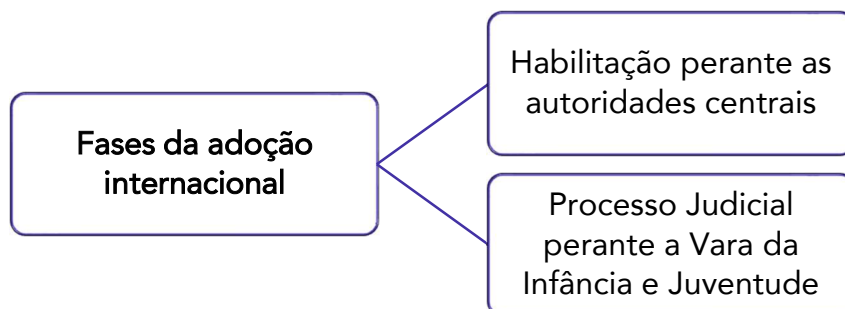 Fases da adoção
internacional
Habilitação perante as
autoridades centrais
Processo Judicial
perante a Vara da
Infância e Juventude